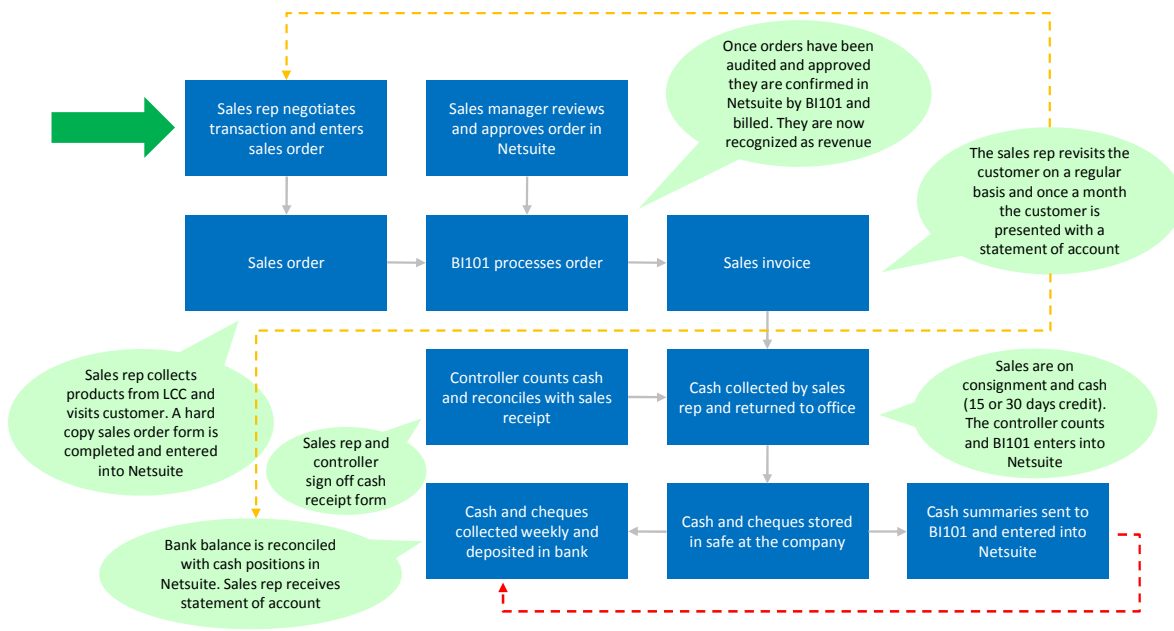 Sales rep negotiates
transaction and enters
sales order
Sales manager reviews
and approves order in
Netsuite
Once orders have been
audited and approved
they are confirmed in
Netsuite by BI101 and
billed. They are now
recognized as revenue
The sales rep revisits the
customer on a regular
basis and once a month
the customer is
presented with a
statement of account
Sales order
BI101 processes order
Sales invoice
Sales rep collects
products from LCC and
visits customer. A hard
copy sales order form is
completed and entered
into Netsuite
Controller counts cash
and reconciles with sales
receipt
Cash collected by sales
rep and returned to office
Sales are on
consignment and cash
(15 or 30 days credit).
The controller counts
and BI101 enters into
Netsuite
Sales rep and
controller
sign off cash
receipt form
Cash and cheques
collected weekly and
deposited in bank
Cash and cheques stored
in safe at the company
Cash summaries sent to
BI101 and entered into
Netsuite
Bank balance is reconciled
with cash positions in
Netsuite. Sales rep receives
statement of account